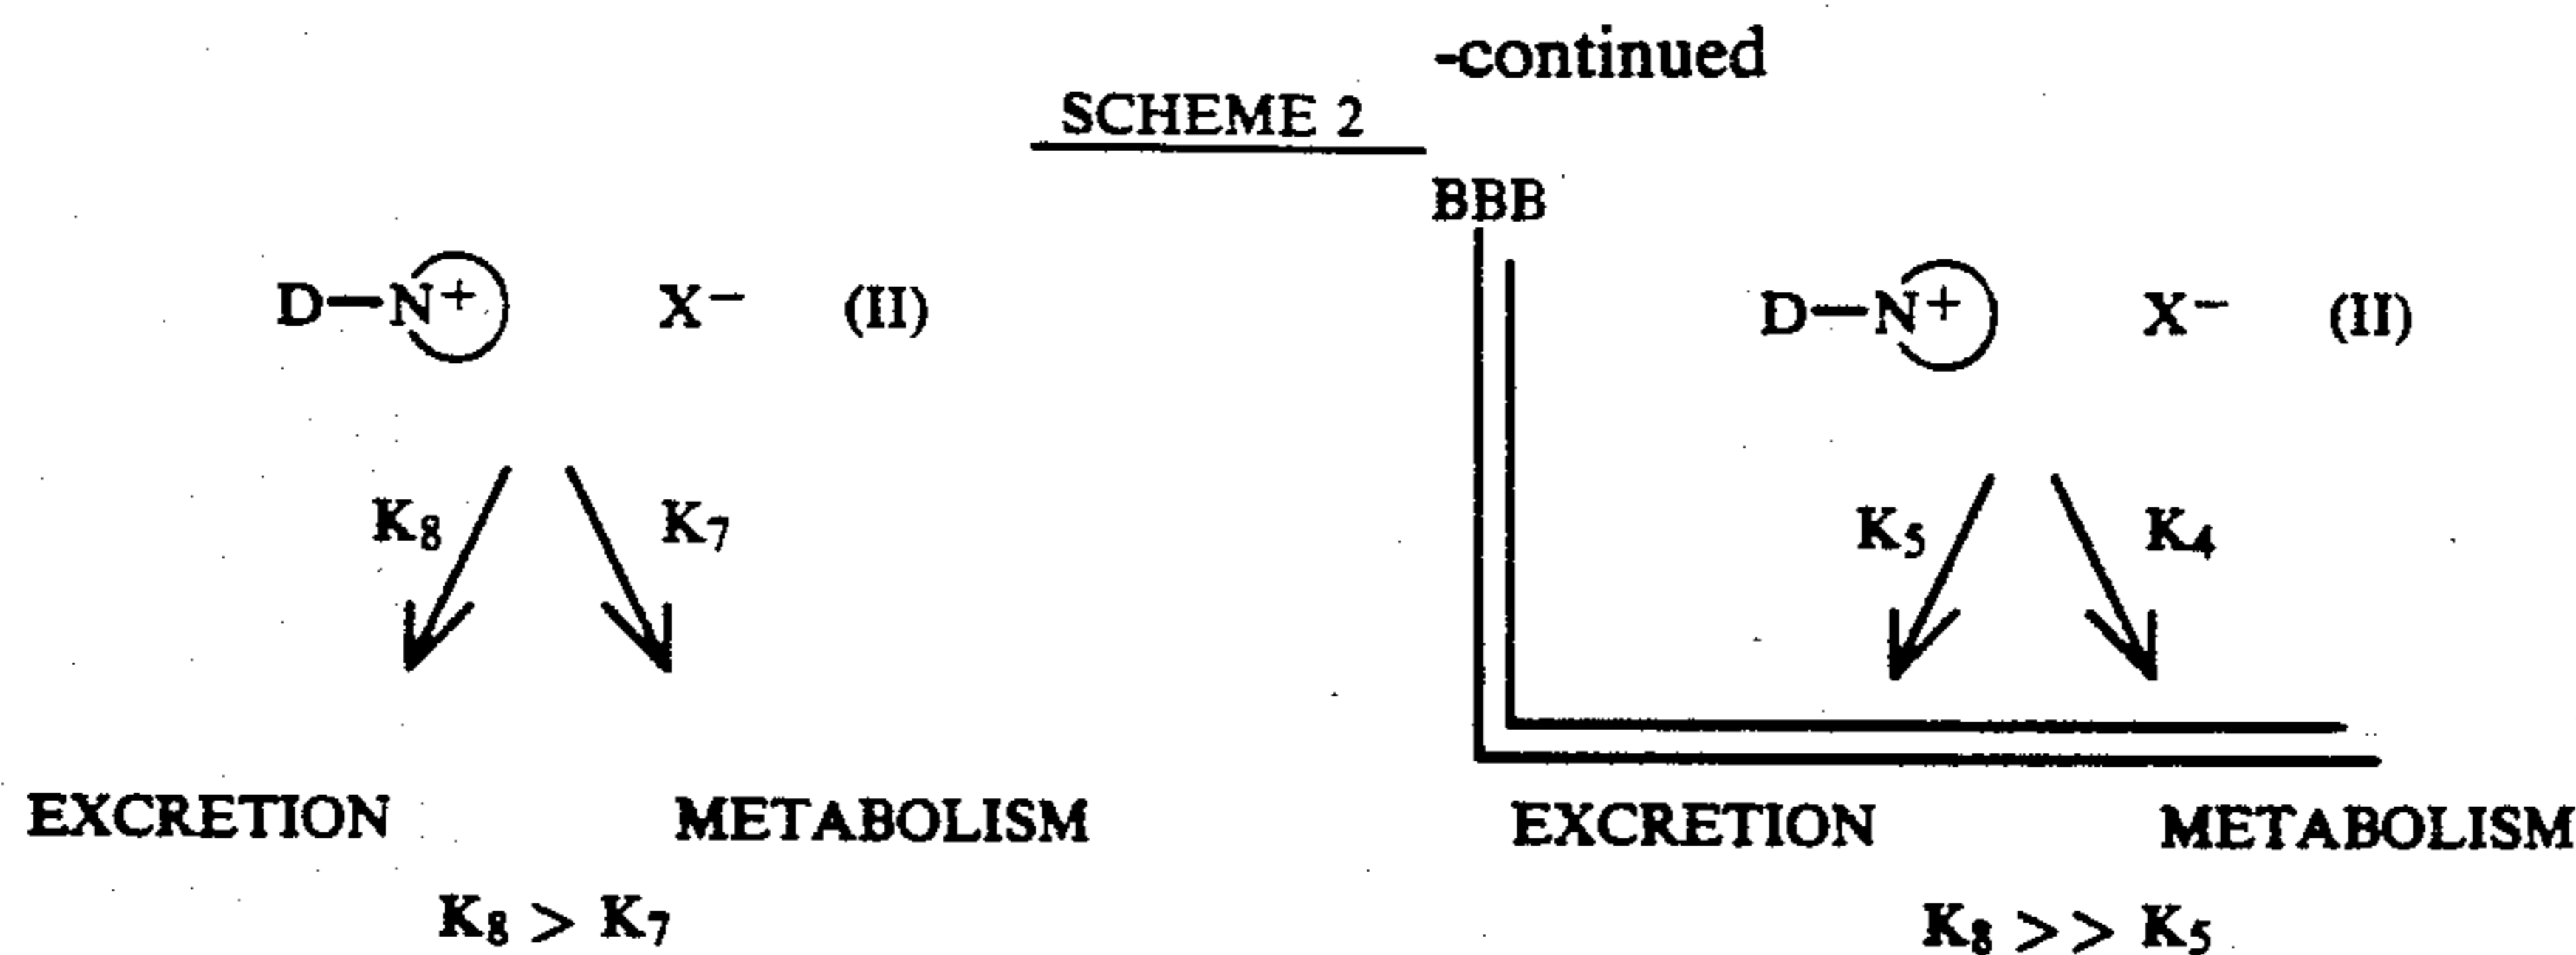 -continued
SCHEME 2
BBB
D—N+ X− (II)
D—N+ X− (II)
K8 K7
K5 K4
EXCRETION METABOLISM
EXCRETION METABOLISM
K8 > K7
K8 >> K5